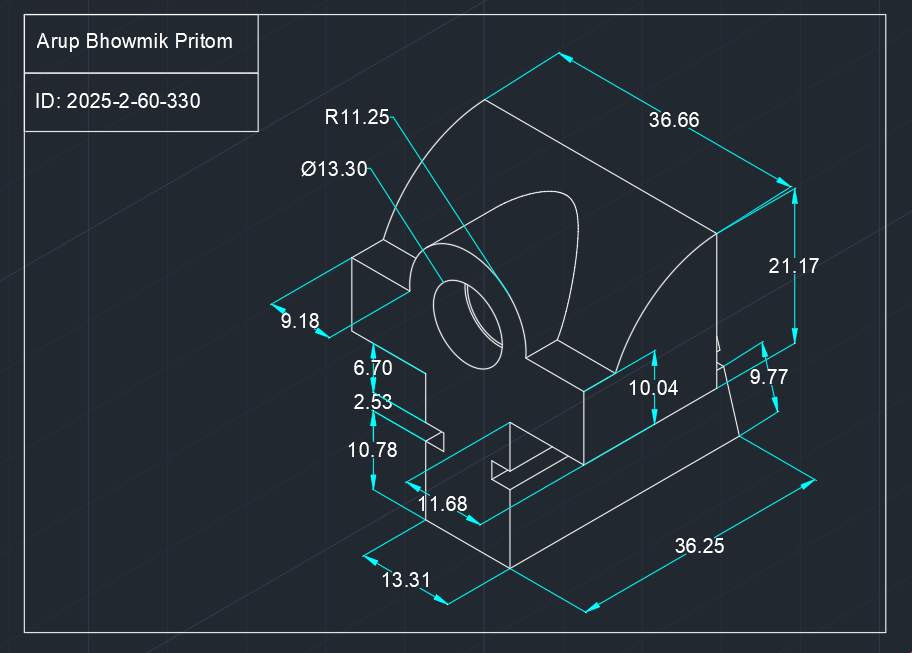 Arup Bhowmik Pritom
ID: 2025-2-60-330
R11.25
36.66
Ø13.30
21.17
9.18
6.70
9.77
10.04
2.53
10.78
11.68
36.25
13.31